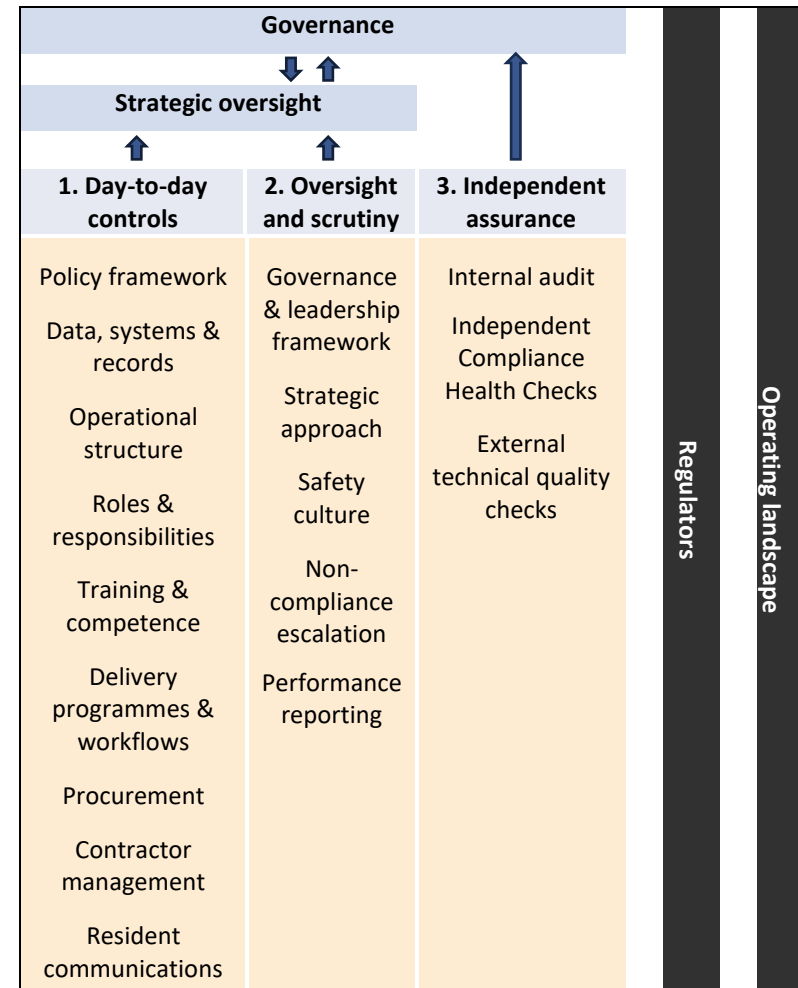 Governance
Strategic oversight
1. Day-to-day
controls
2. Oversight
and scrutiny
3. Independent
assurance
Policy framework
Data, systems &
records
Operational
structure
Roles &
responsibilities
Training &
competence
Delivery
programmes &
workflows
Procurement
Contractor
management
Resident
communications
Governance
& leadership
framework
Strategic
approach
Safety
culture
Non-
compliance
escalation
Performance
reporting
Internal audit
Independent
Compliance
Health Checks
External
technical quality
checks
Regulators
Operating landscape